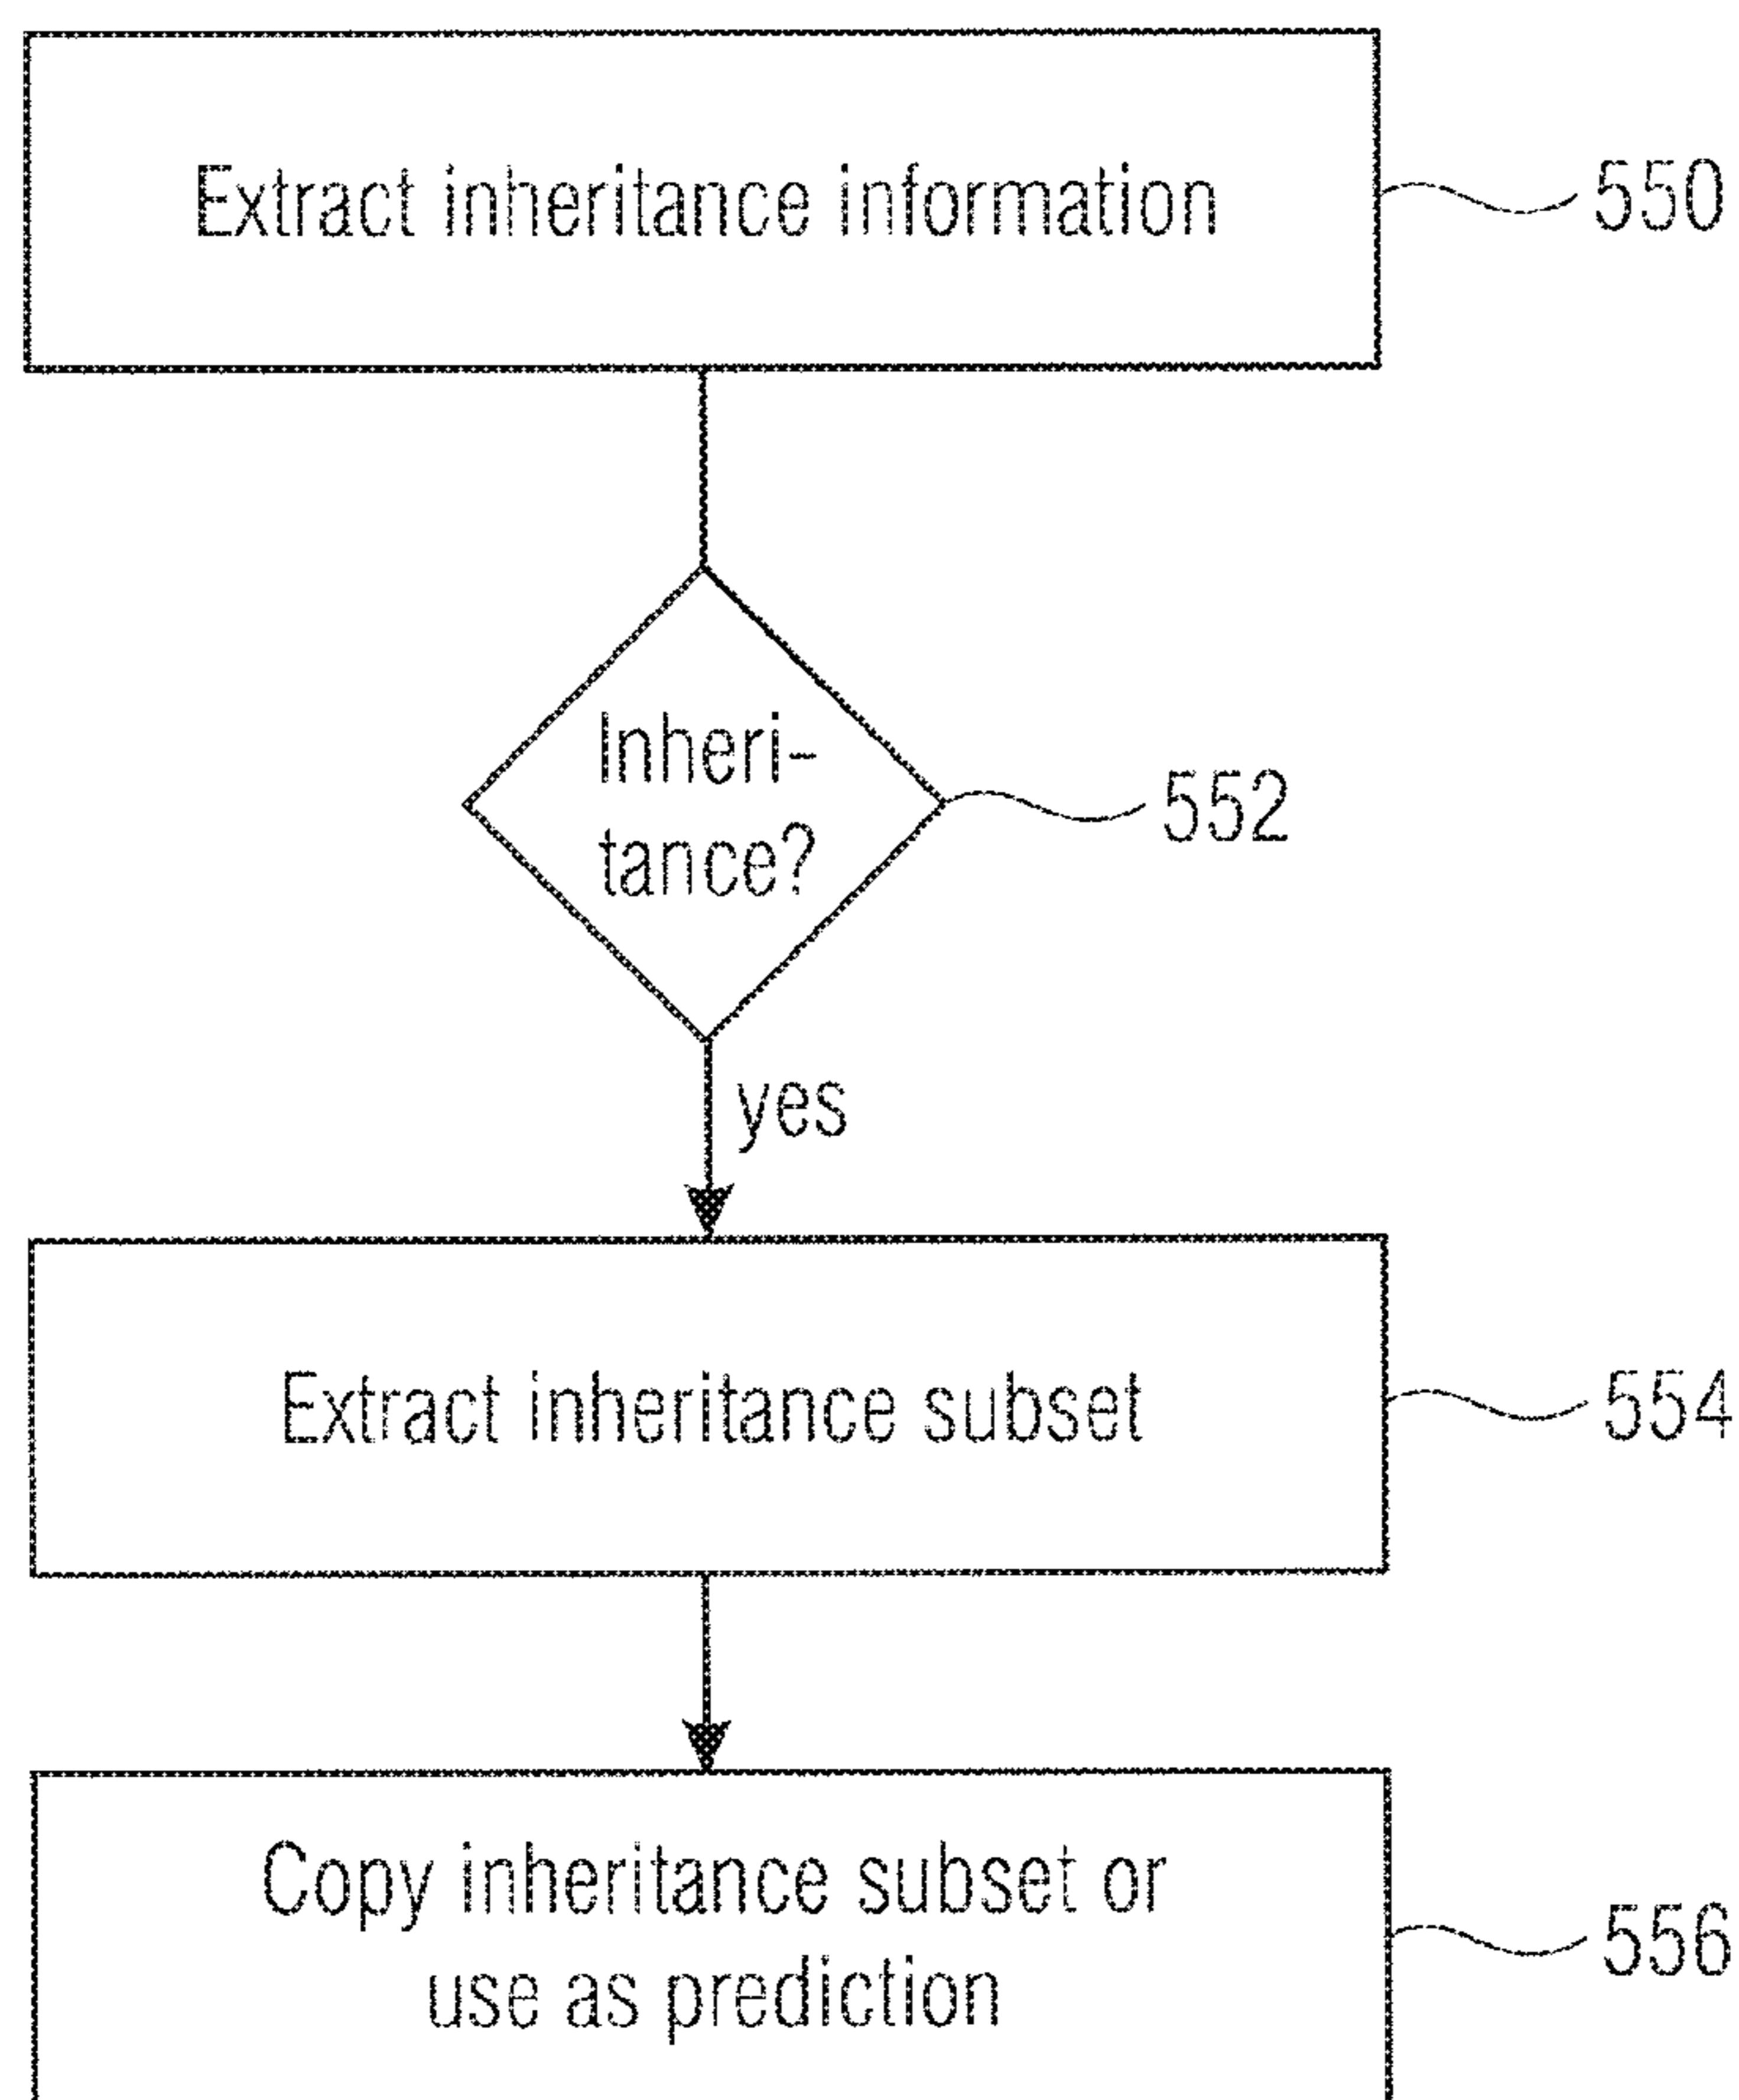 Extract inheritance information
550
Inheri-
tance?
552
yes
Extract inheritance subset
554
Copy inheritance subset or
use as prediction
556